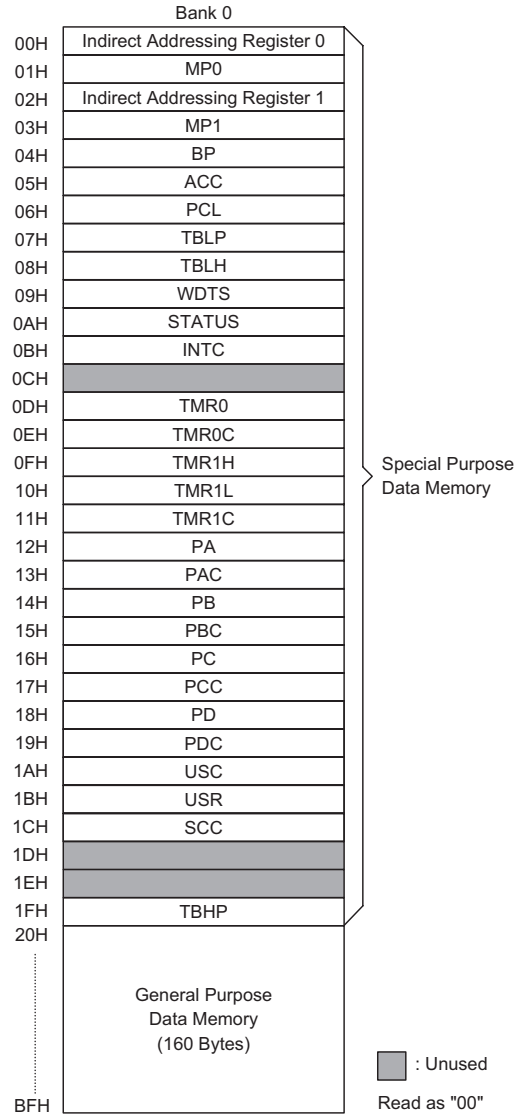 Bank 0
00H Indirect Addressing Register 0
01H MP0
02H Indirect Addressing Register 1
03H MP1
04H BP
05H ACC
06H PCL
07H TBLP
08H TBLH
09H WDTS
0AH STATUS
0BH INTC
0CH
0DH TMR0
0EH TMR0C
0FH TMR1H
10H TMR1L
11H TMR1C
12H PA
13H PAC
14H PB
15H PBC
16H PC
17H PCC
18H PD
19H PDC
1AH USC
1BH USR
1CH SCC
1DH
1EH
1FH TBHP
20H
Special Purpose
Data Memory
General Purpose
Data Memory
(160 Bytes)
BFH
: Unused
Read as "00"